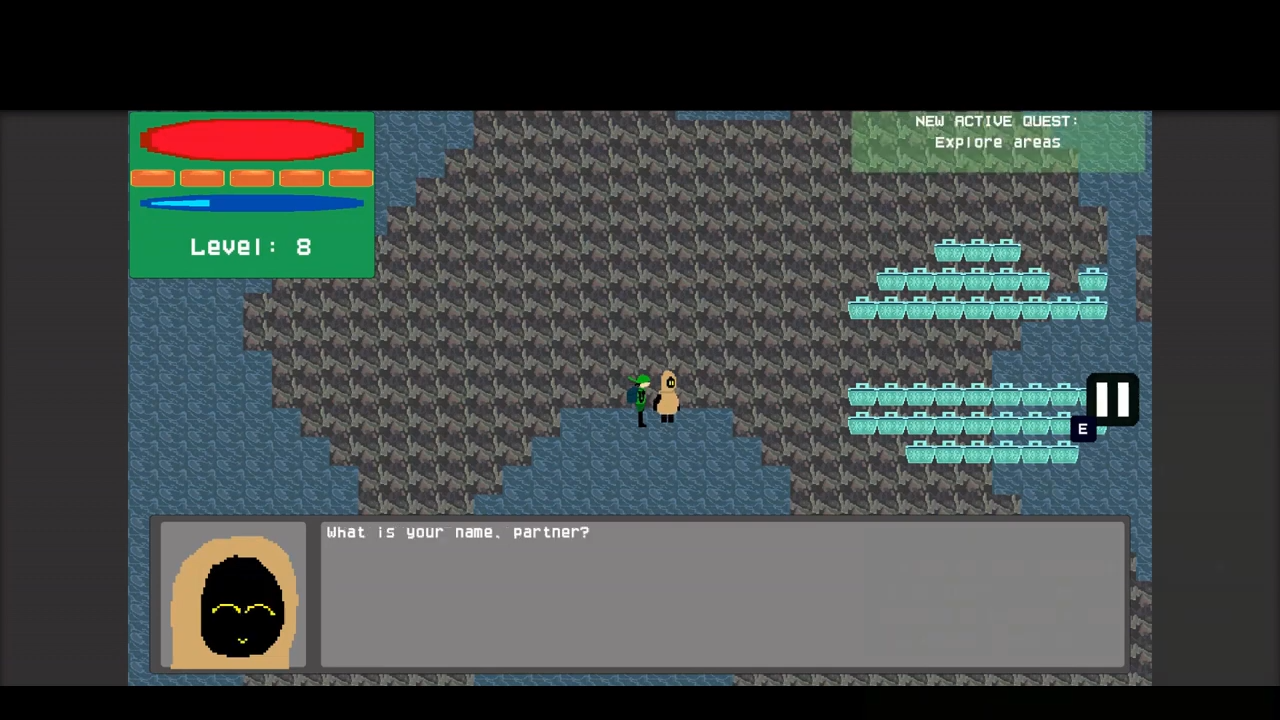 NEW ACTIVE QUEST:
Explore areas
Level: 8
E
What is your name, partner?